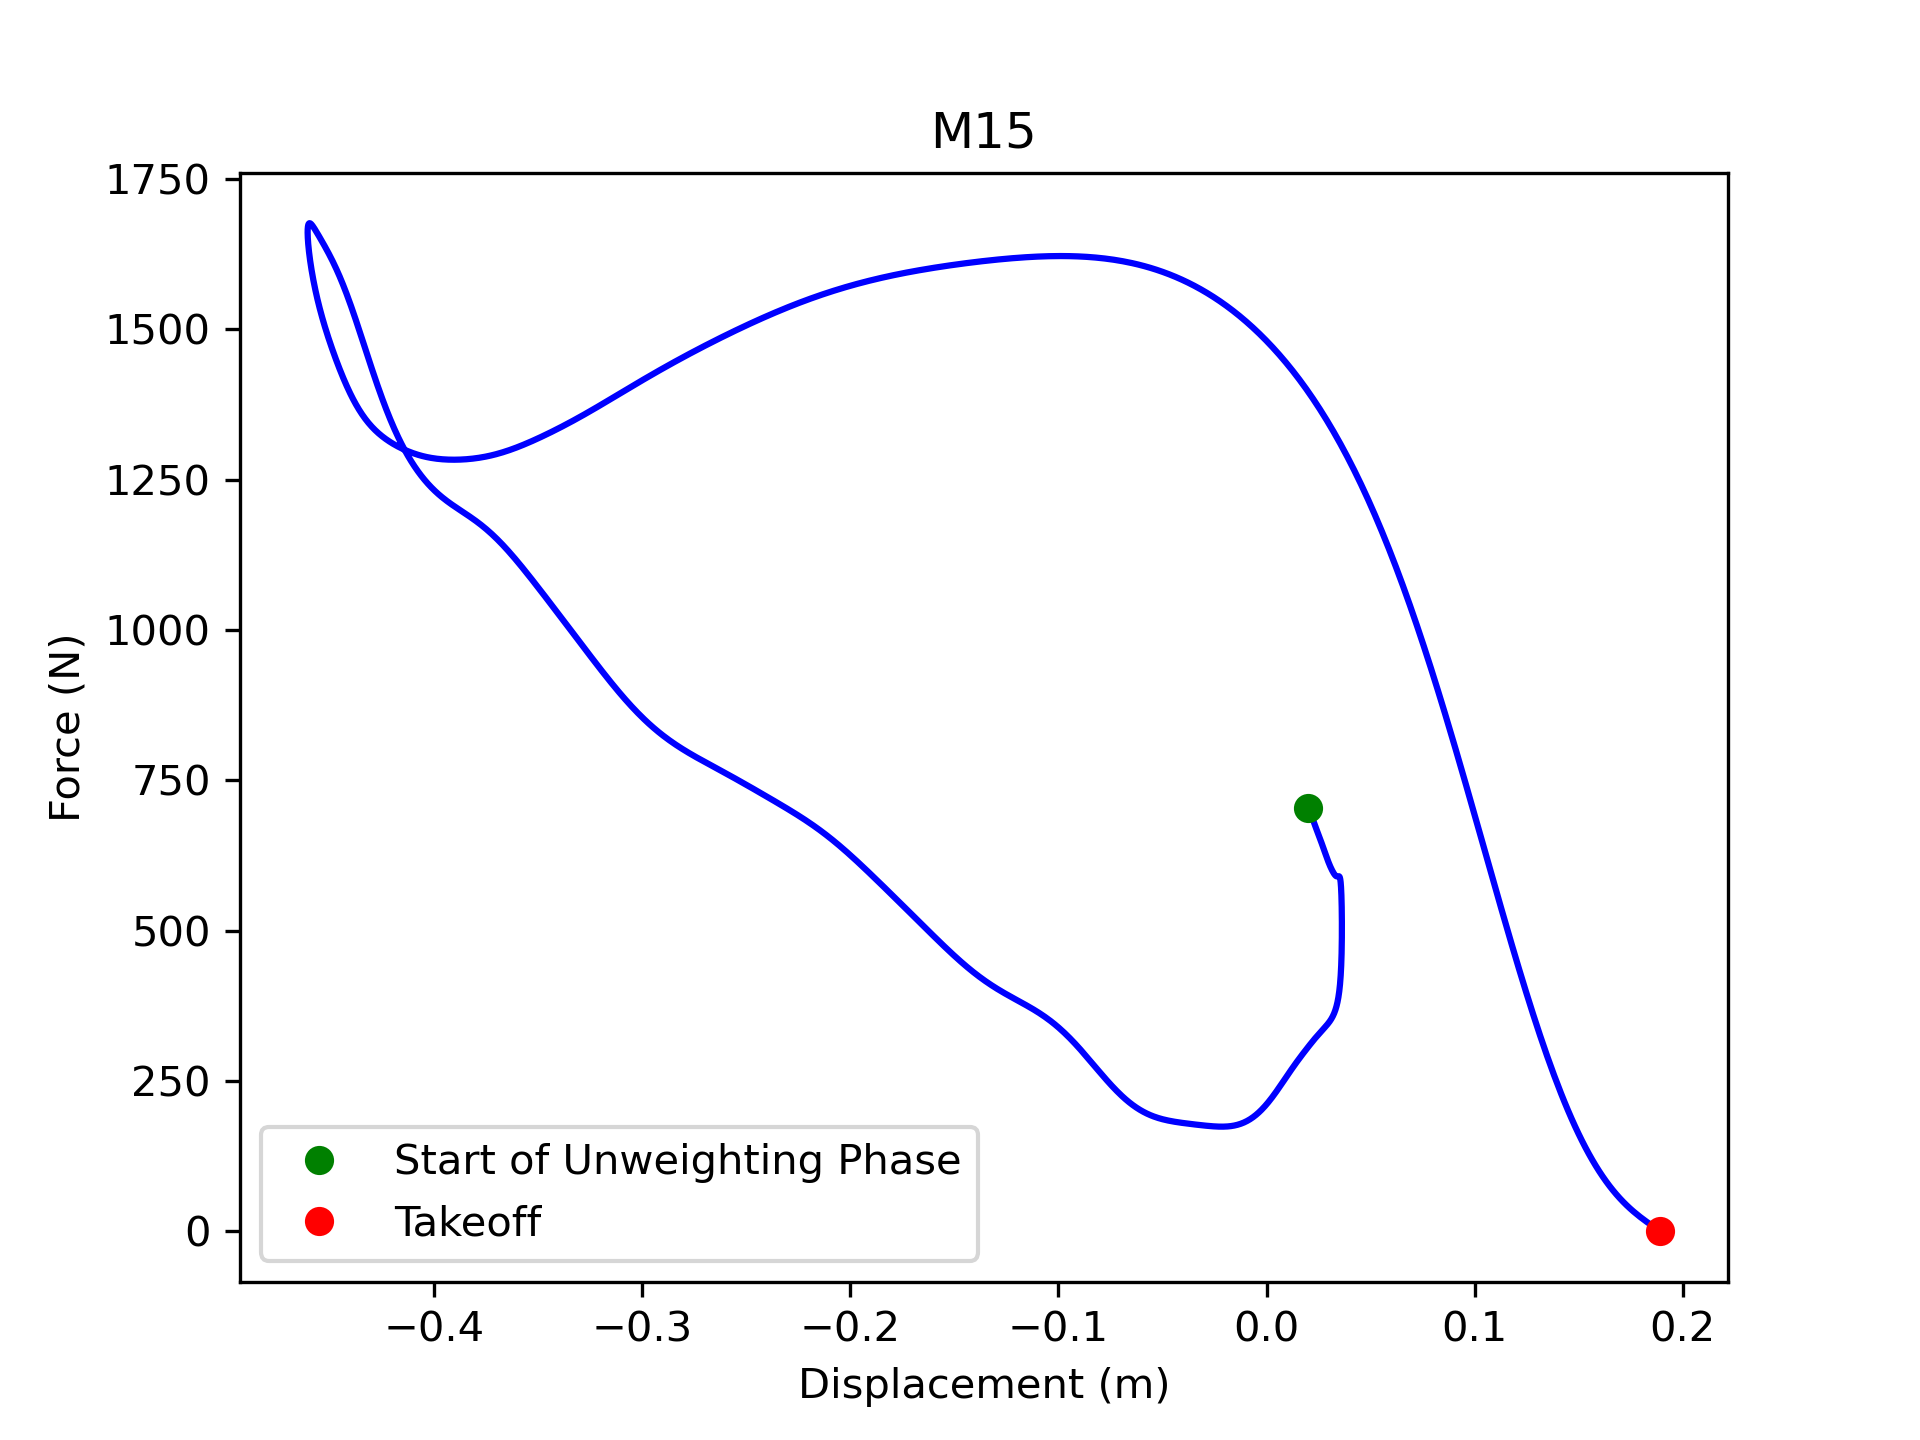 M15
1750
1500
1250
1000
750
500
250
0
Force (N)
Start of Unweighting Phase
Takeoff
−0.4 −0.3 −0.2 −0.1 0.0 0.1 0.2
Displacement (m)